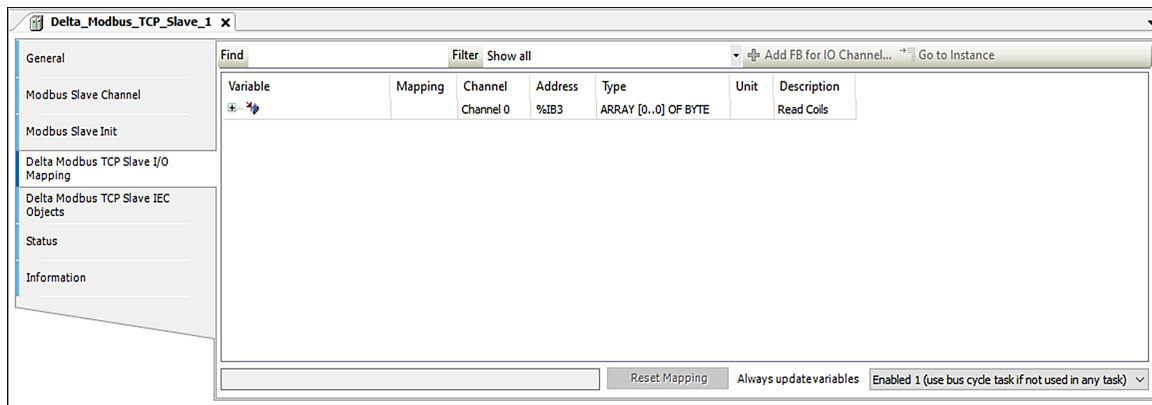 Delta_Modbus_TCP_Slave_1 X
General
Modbus Slave Channel
Modbus Slave Init
Delta Modbus TCP Slave I/O
Mapping
Delta Modbus TCP Slave IEC
Objects
Status
Information
Find Filter Show all Add FB for IO Channel... Go to Instance
Variable Mapping Channel Address Type Unit Description
Channel 0 %IB3 ARRAY [0..0] OF BYTE Read Coils
Reset Mapping Always update variables Enabled 1 (use bus cycle task if not used in any task)